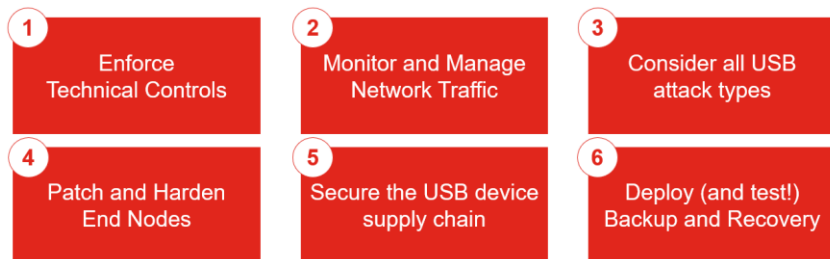 1
Enforce
Technical Controls
2
Monitor and Manage
Network Traffic
3
Consider all USB
attack types
4
Patch and Harden
End Nodes
5
Secure the USB device
supply chain
6
Deploy (and test!)
Backup and Recovery